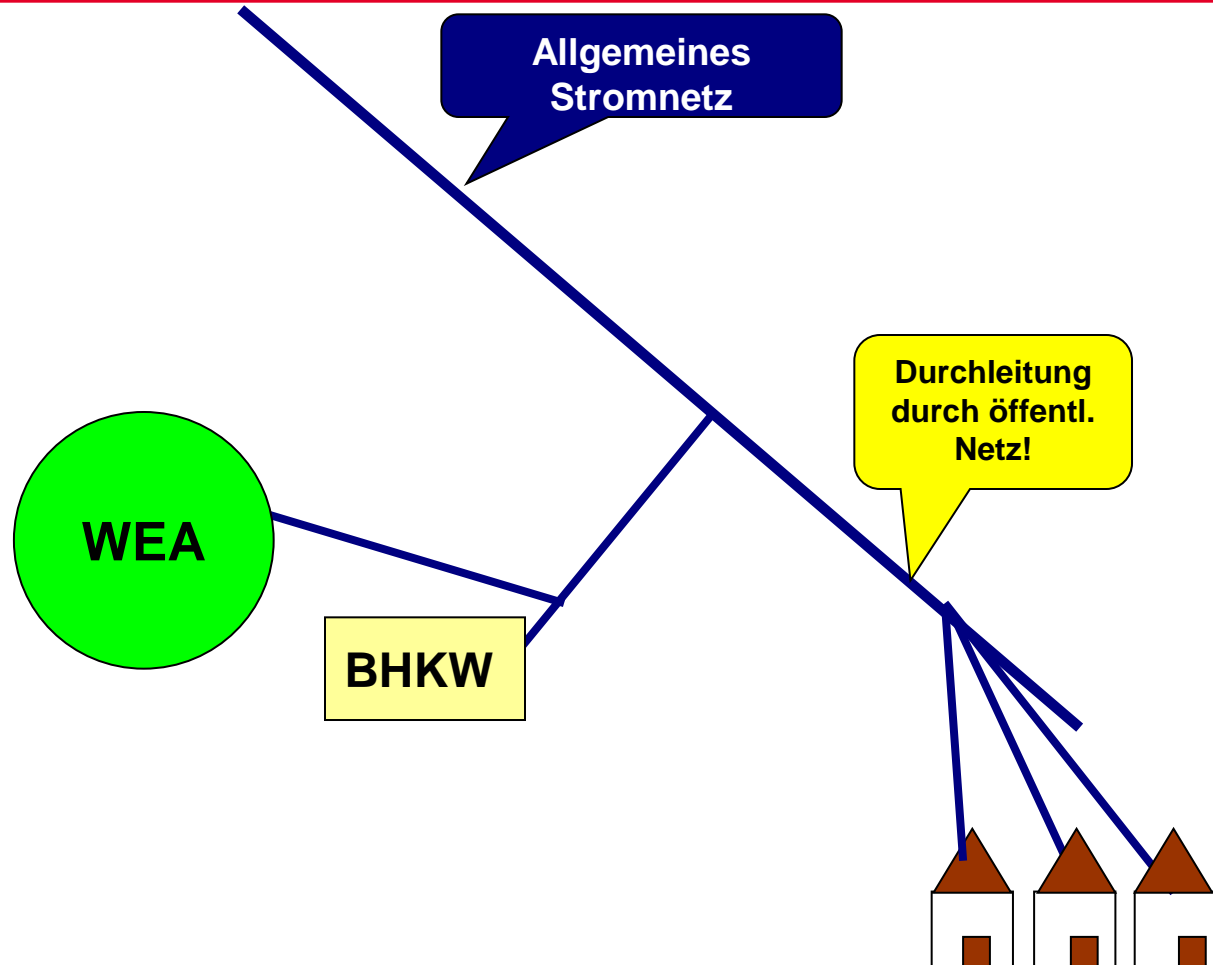 Allgemeines
Stromnetz
Durchleitung
durch öffentl.
Netz!
WEA
BHKW